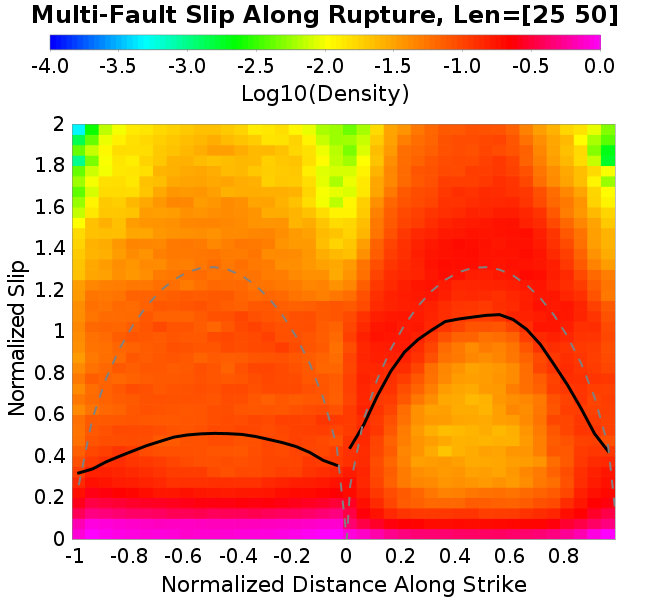 Multi-Fault Slip Along Rupture, Len=[25 50]
-4.0 -3.5 -3.0 -2.5 -2.0 -1.5 -1.0 -0.5 0.0
Log10(Density)
2
1.8
1.6
1.4
1.2
1
0.8
0.6
0.4
0.2
0
Normalized Slip
-1 -0.8 -0.6 -0.4 -0.2 0 0.2 0.4 0.6 0.8
Normalized Distance Along Strike